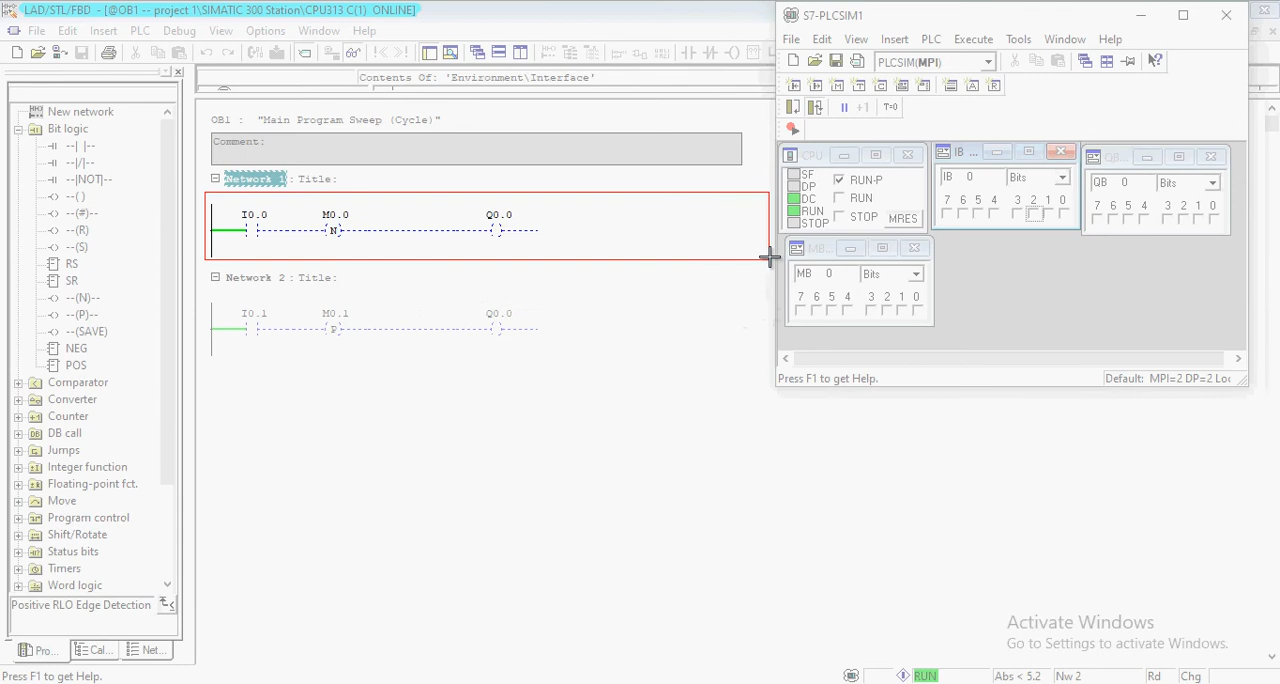 LAD/STL/FBD - [@OB1 -- project 1\SIMATIC 300 Station\CPU313 C(1) ONLINE]
File Edit Insert PLC Debug View Options Window Help
Contents Of: 'Environment\Interface'
New network
Bit logic
--| |--
--|/|--
--|NOT|--
--( )
--(#)--
--(R)
--(S)
RS
SR
--(N)--
--(P)--
--(SAVE)
NEG
POS
Comparator
Converter
Counter
DB call
Jumps
Integer function
Floating-point fct.
Move
Program control
Shift/Rotate
Status bits
Timers
Word logic
Positive RLO Edge Detection
Pro... Cal... Net...
OB1 : "Main Program Sweep (Cycle)"
Comment:
Network 1: Title:
I0.0 M0.0 Q0.0
N
Network 2: Title:
I0.1 M0.1 Q0.0
P
S7-PLCSIM1
File Edit View Insert PLC Execute Tools Window Help
PLCSIM(MPI)
+1 T=0
CPU
SF
DP
DC
RUN
STOP
RUN-P
RUN
STOP MRES
IB ...
IB 0 Bits
7 6 5 4 3 2 1 0
QB...
QB 0 Bits
7 6 5 4 3 2 1 0
MB...
MB 0 Bits
7 6 5 4 3 2 1 0
Press F1 to get Help. Default: MPI=2 DP=2 Loc
Activate Windows
Go to Settings to activate Windows.
Press F1 to get Help. RUN Abs < 5.2 Nw 2 Rd Chg